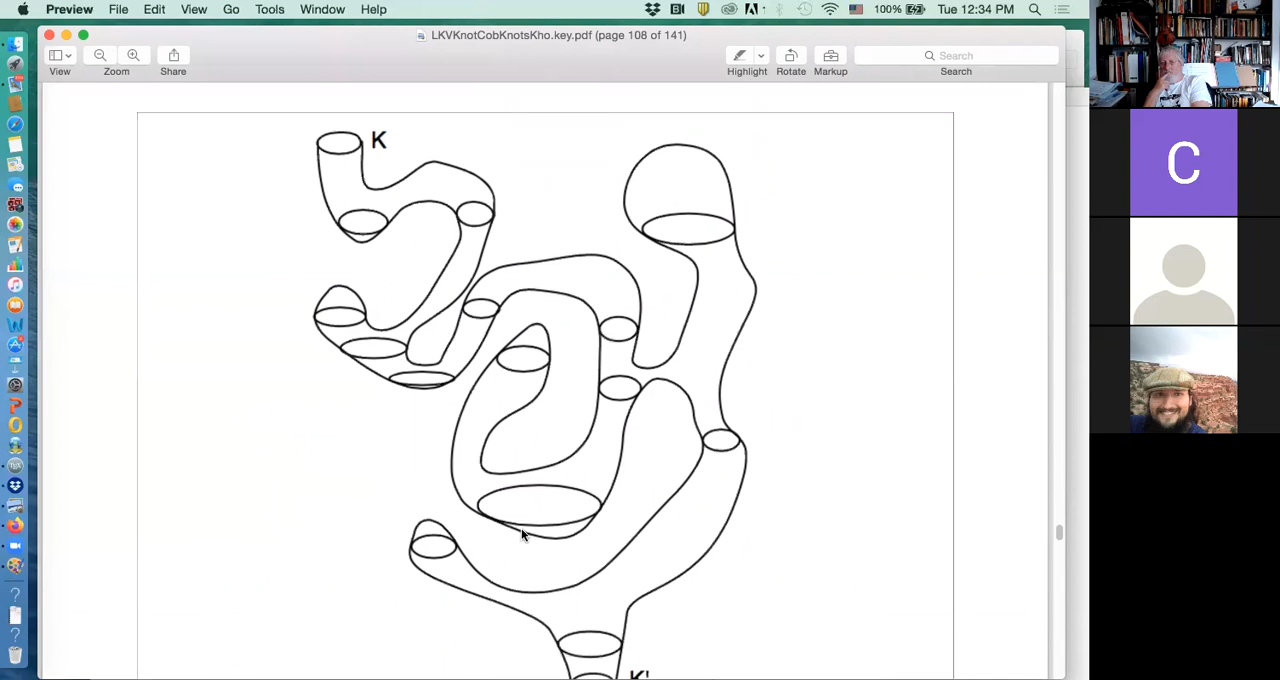 Preview File Edit View Go Tools Window Help 100% Tue 12:34 PM
LKVKnotCobKnotsKho.key.pdf (page 108 of 141)
Search
View Zoom Share Highlight Rotate Markup Search
K
C
K'